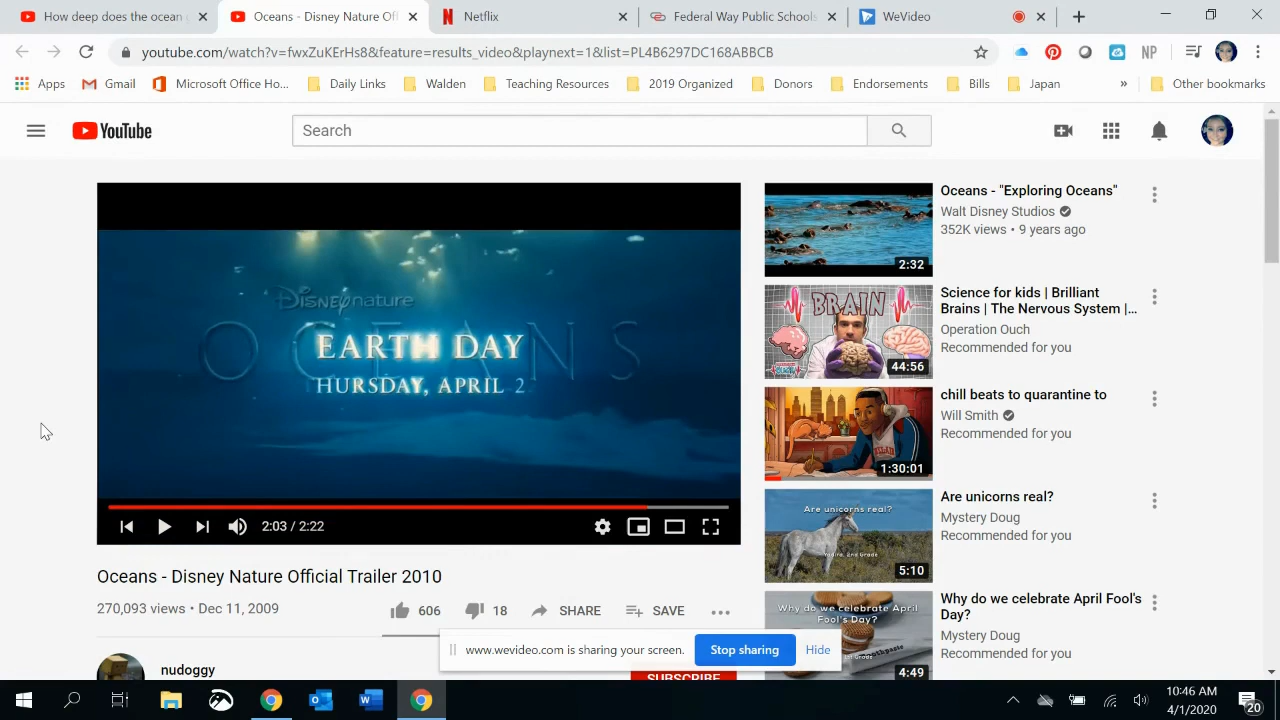 How deep does the ocean
Oceans - Disney Nature Of
Netflix
Federal Way Public Schools
WeVideo
youtube.com/watch?v=fwxZuKErHs8&feature=results_video&playnext=1&list=PL4B6297DC168ABBCB
NP
Apps
Gmail
Microsoft Office Ho...
Daily Links
Walden
Teaching Resources
2019 Organized
Donors
Endorsements
Bills
Japan
»
Other bookmarks
YouTube
Search
Disneynature
OCEANS
EARTH DAY
HURSDAY, APRIL 2
2:03 / 2:22
Oceans - Disney Nature Official Trailer 2010
270,093 views • Dec 11, 2009
606
18
SHARE
SAVE
nudoggy
SUBSCRIBE
Oceans - "Exploring Oceans"
Walt Disney Studios
352K views • 9 years ago
2:32
BRAIN
Science for kids | Brilliant
Brains | The Nervous System |...
Operation Ouch
Recommended for you
44:56
chill beats to quarantine to
Will Smith
Recommended for you
1:30:01
Are unicorns real?
Are unicorns real?
Mystery Doug
Recommended for you
5:10
Why do we celebrate April
Fool's Day?
Why do we celebrate April Fool's
Day?
Mystery Doug
Recommended for you
4:49
www.wevideo.com is sharing your screen.
Stop sharing
Hide
10:46 AM
4/1/2020
20